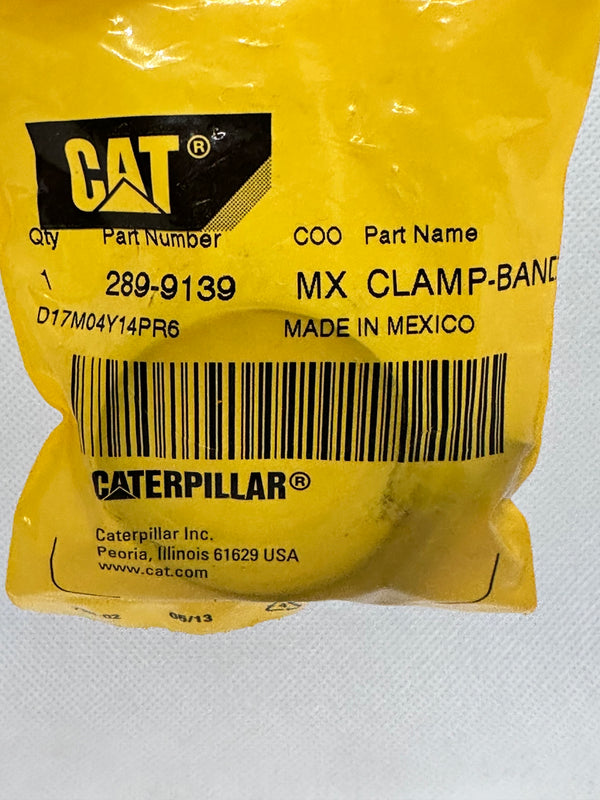 CAT®
Qty Part Number COO Part Name
1 289-9139 MX CLAMP-BAND
D17M04Y14PR6 MADE IN MEXICO
CATERPILLAR®
Caterpillar Inc.
Peoria, Illinois 61629 USA
www.cat.com
02 05/13